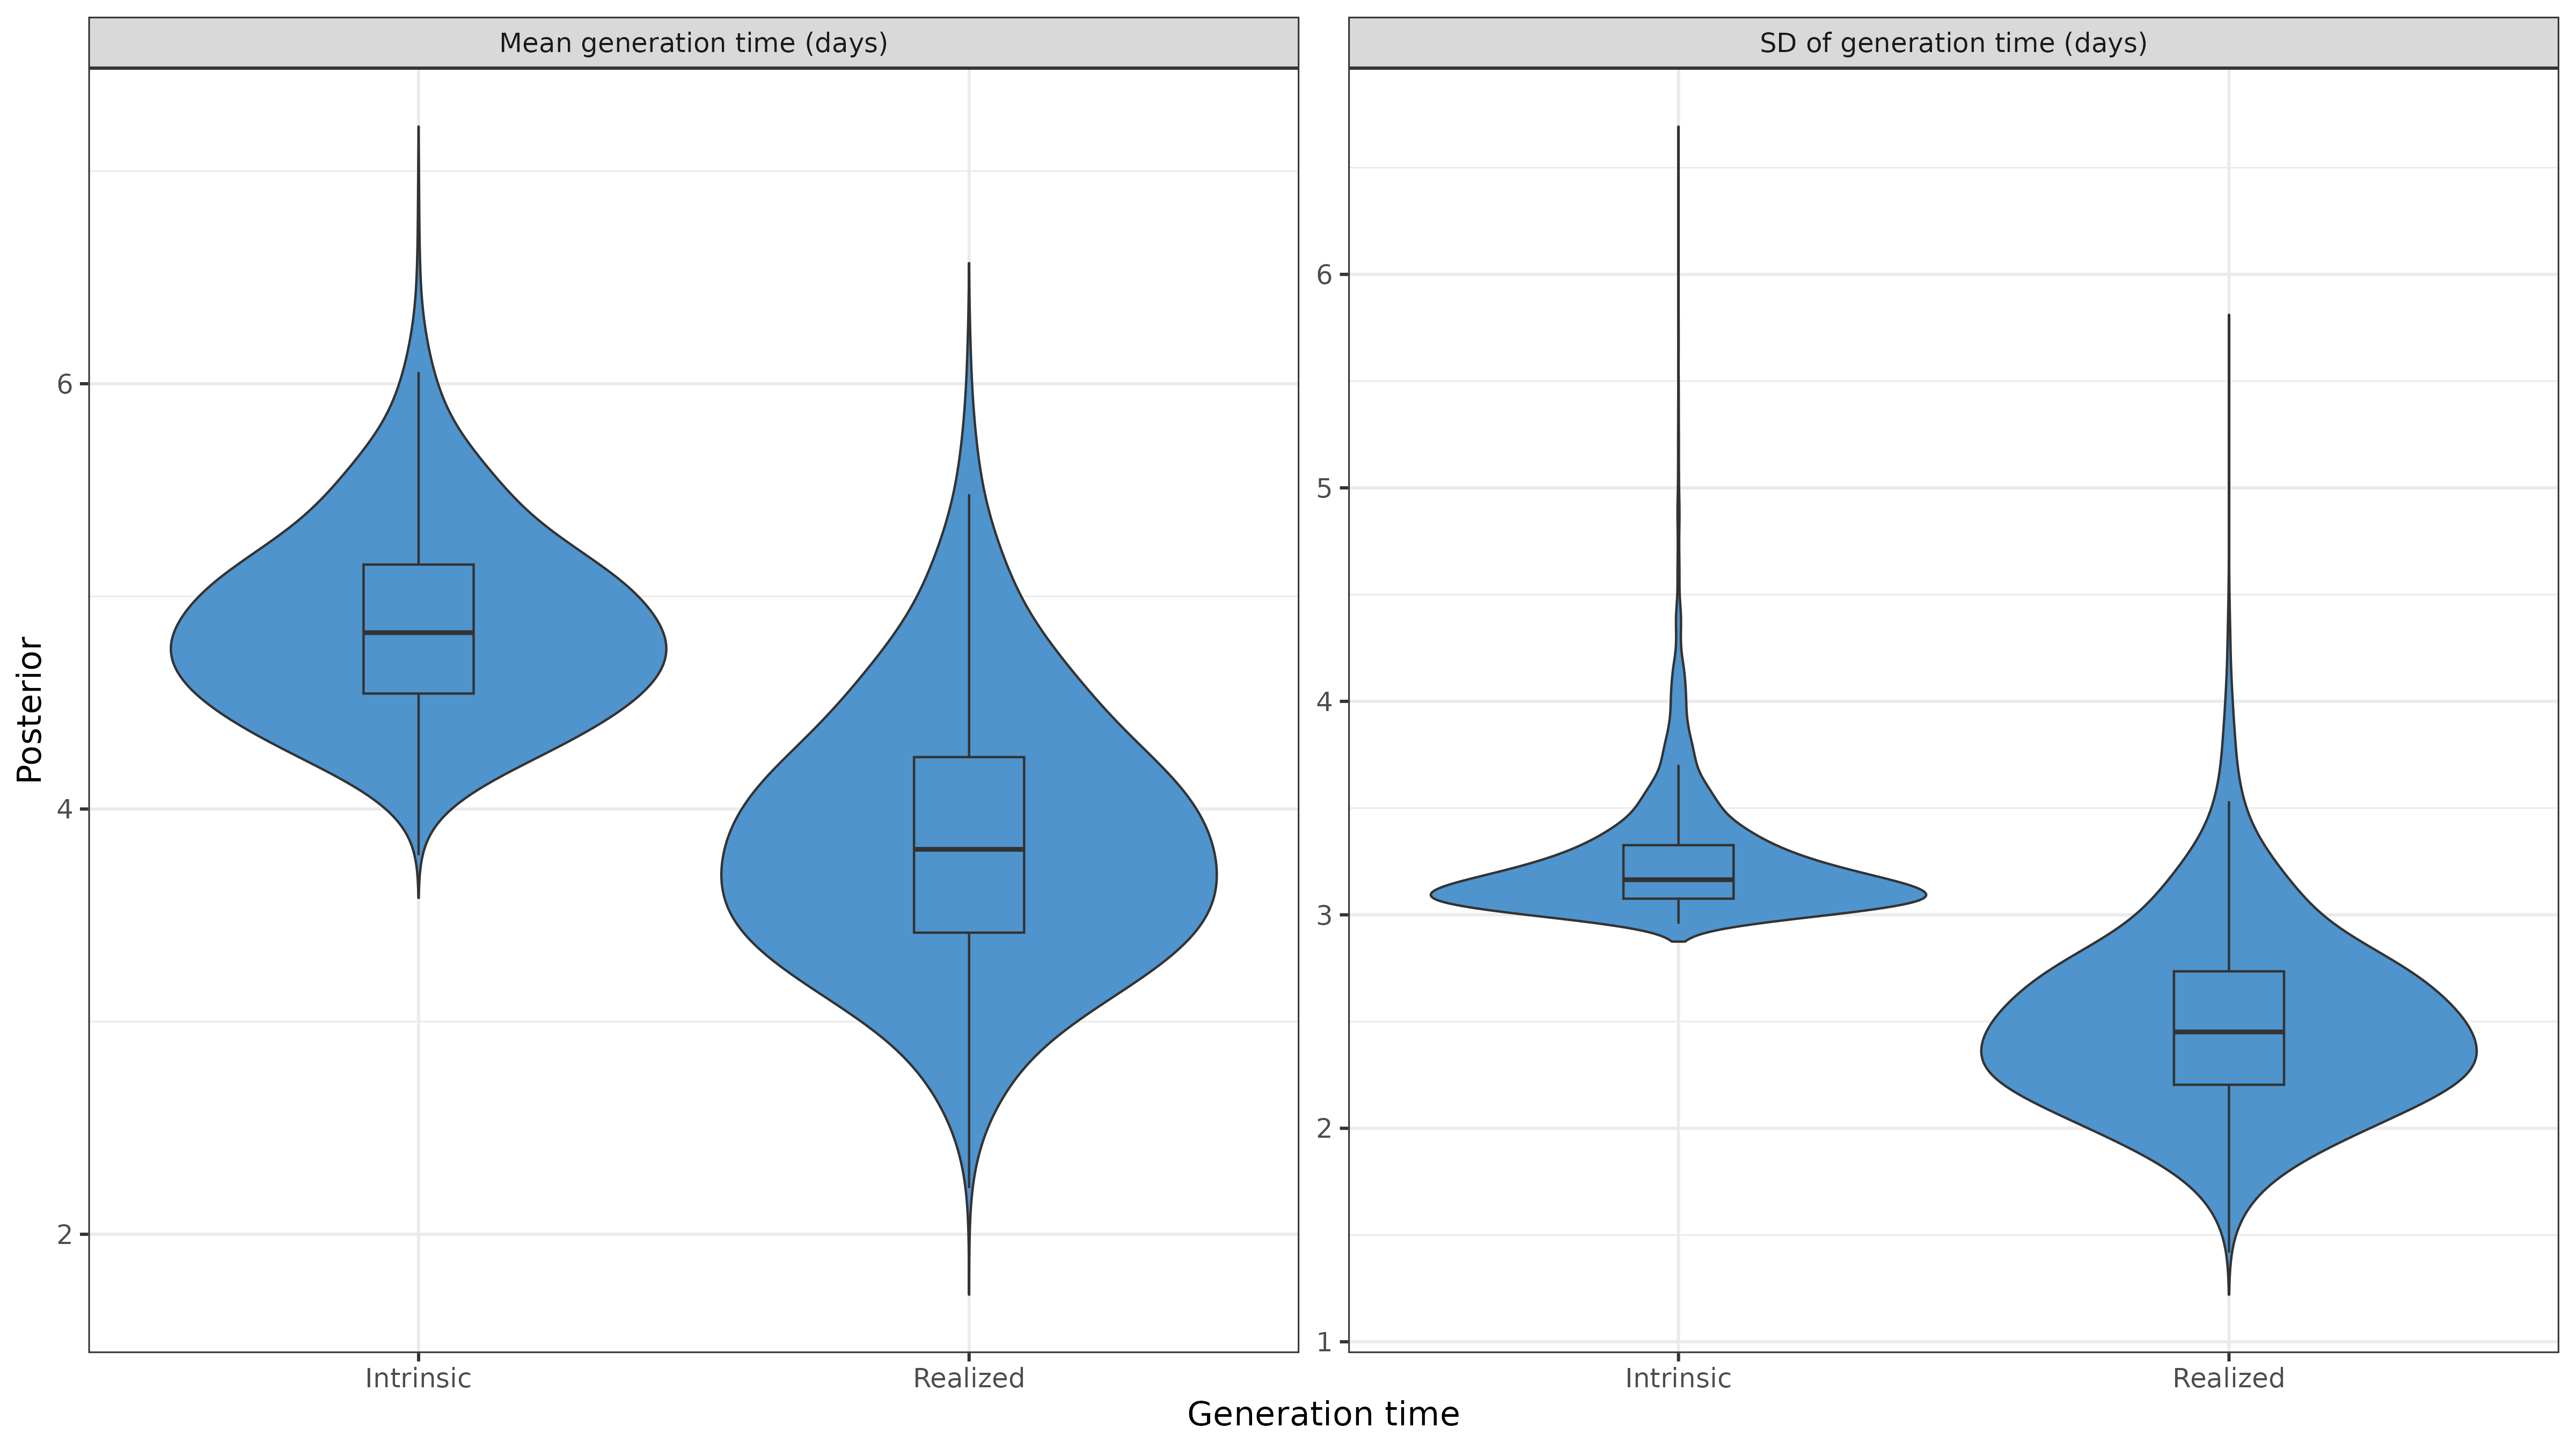 Mean generation time (days)
SD of generation time (days)
Posterior
6
4
2
6
5
4
3
2
1
Intrinsic
Realized
Intrinsic
Realized
Generation time